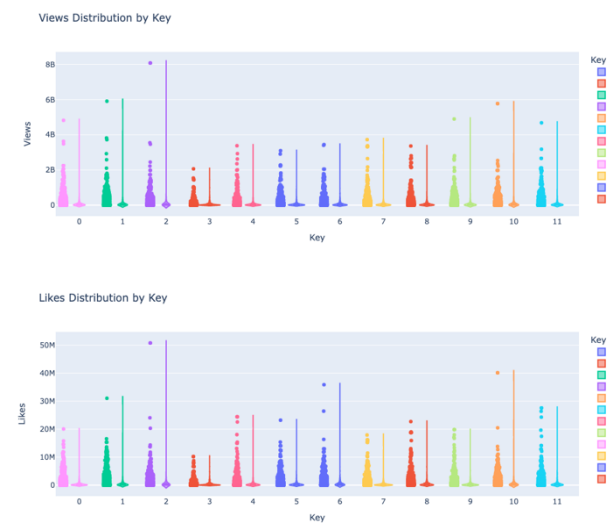 Views Distribution by Key
Key
8B
6B
4B
2B
0
Views
0 1 2 3 4 5 6 7 8 9 10 11
Key
Likes Distribution by Key
Key
50M
40M
30M
20M
10M
0
Likes
0 1 2 3 4 5 6 7 8 9 10 11
Key